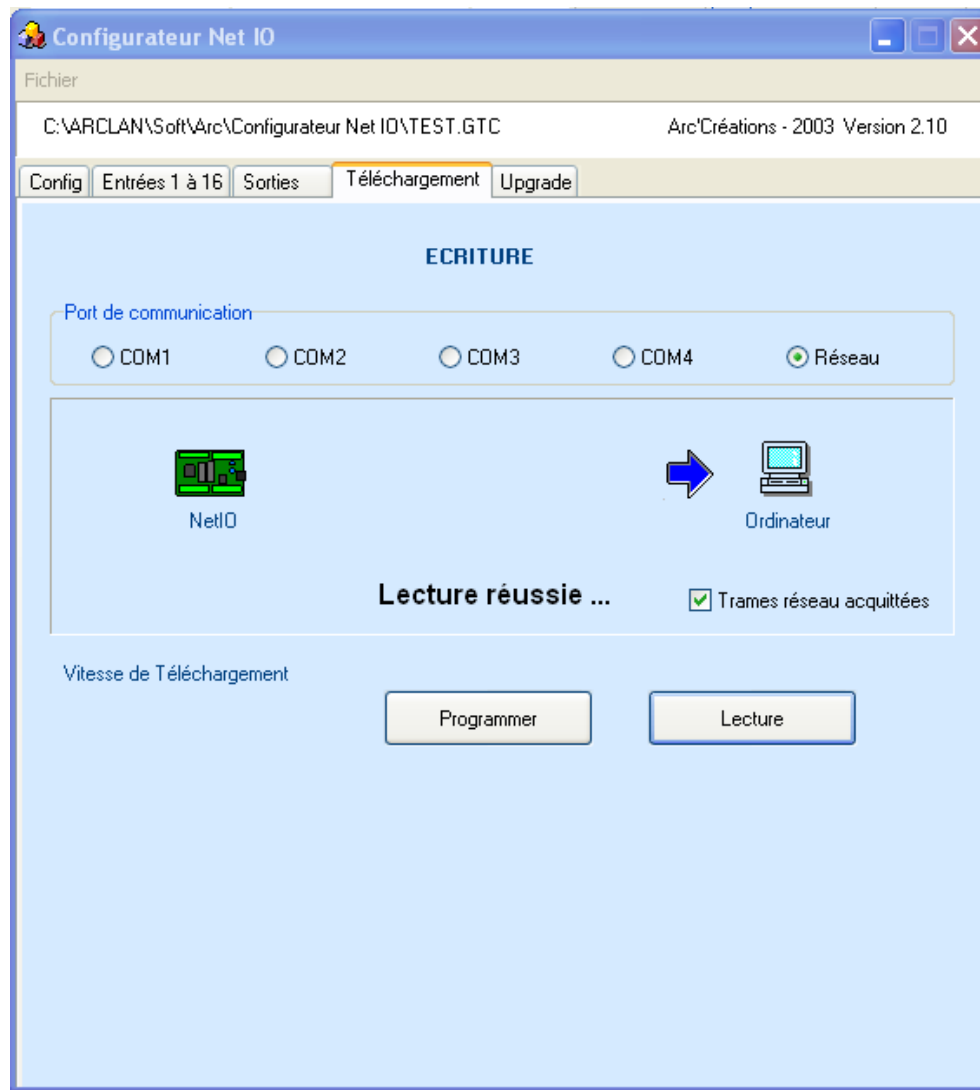 Configurateur Net IO
Fichier
C:\ARCLAN\Soft\Arc\Configurateur Net IO\TEST.GTC Arc'Créations - 2003 Version 2.10
Config Entrées 1 à 16 Sorties Téléchargement Upgrade
ECRITURE
Port de communication
COM1 COM2 COM3 COM4 Réseau
NetIO Ordinateur
Lecture réussie ... Trames réseau acquittées
Vitesse de Téléchargement
Programmer Lecture